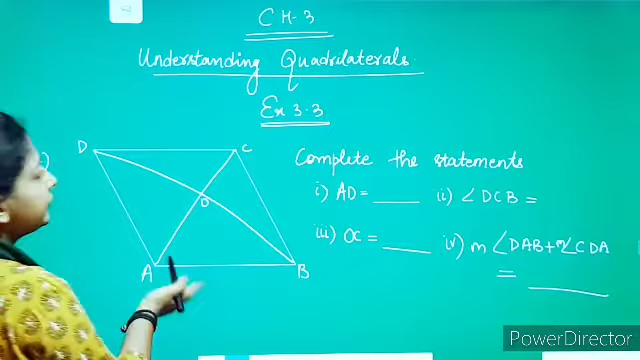 CH-3
Understanding Quadrilaterals
Ex 3.3
D
C
O
A
B
Complete the statements
i) AD = ____ ii) ∠DCB =
iii) OC = ____ iv) m∠DAB + m∠CDA
= ____
PowerDirector